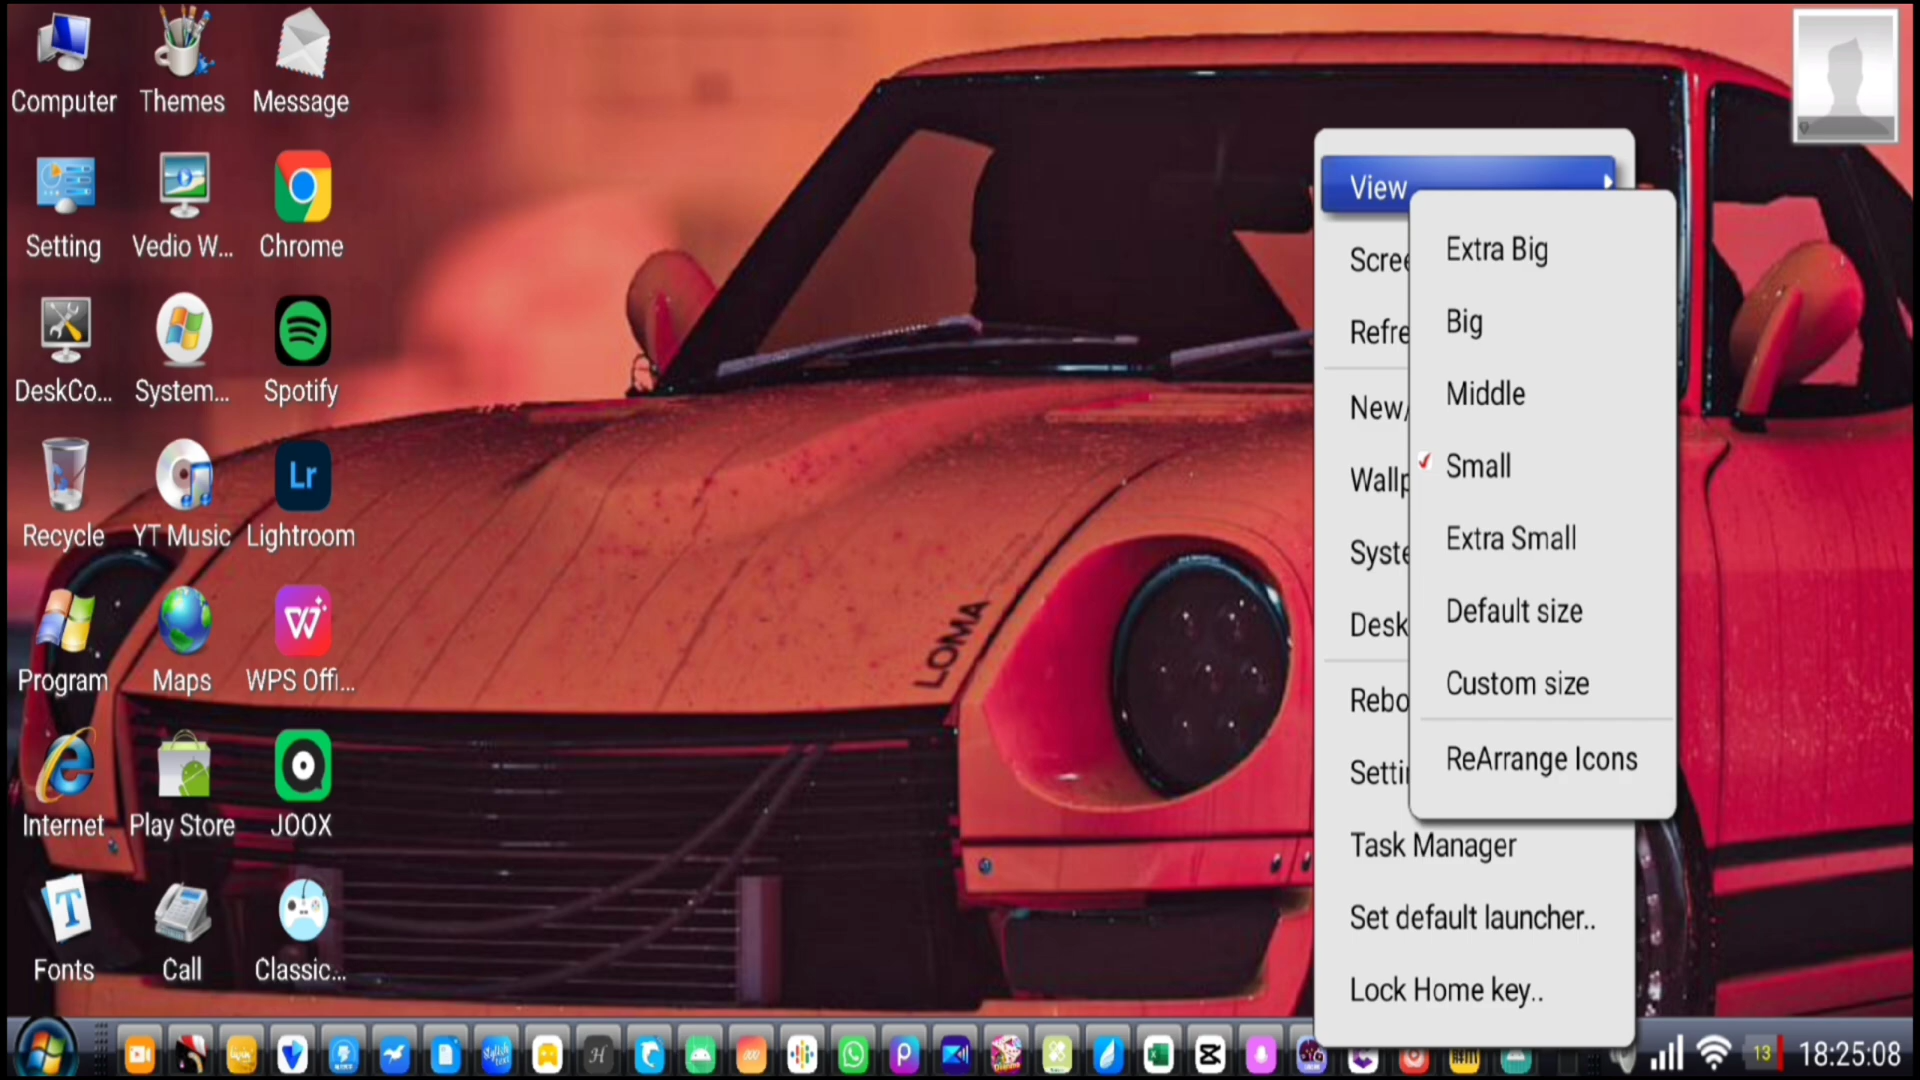 Computer
Themes
Message
Setting
Vedio W...
Chrome
DeskCo...
System...
Spotify
Recycle
YT Music
Lr
Lightroom
Program
Maps
WPS Offi...
Internet
Play Store
JOOX
T
Fonts
Call
Classic...
LOMA
View
Scree
Refre
New/
Wallp
Syste
Desk
Rebo
Settin
Task Manager
Set default launcher..
Lock Home key..
Extra Big
Big
Middle
Small
Extra Small
Default size
Custom size
ReArrange Icons
13
18:25:08